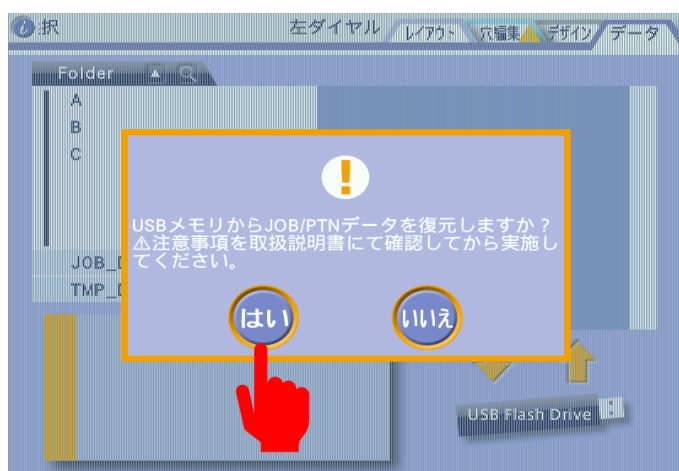 択
左ダイヤル
レイアウト
穴編集
デザイン
データ
Folder
A
B
C
USBメモリからJOB/PTNデータを復元しますか？
⚠注意事項を取扱説明書にて確認してから実施し
てください。
JOB_D
TMP_D
はい
いいえ
USB Flash Drive